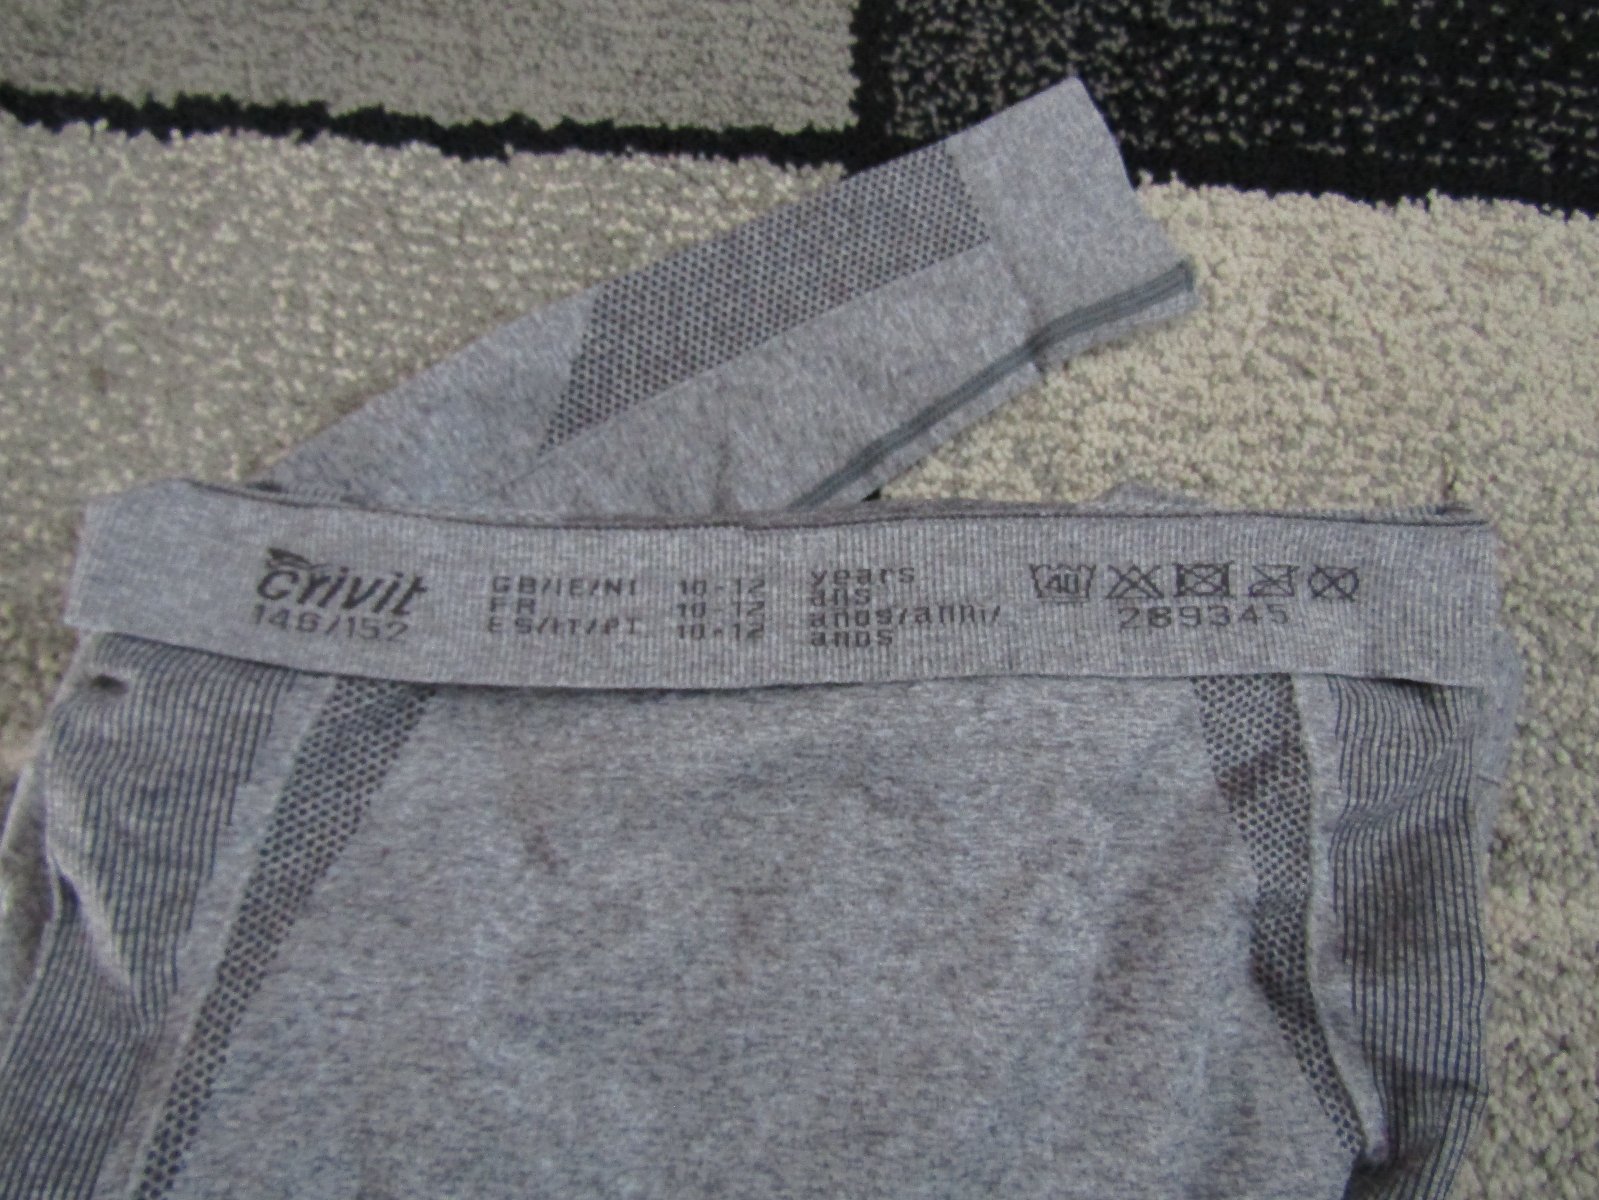 crivit
146/152
GB/IE/NI 10-12 years
FR 10-12 ans
ES/IT/PT 10-12 anos/anni/
anos
40
289345